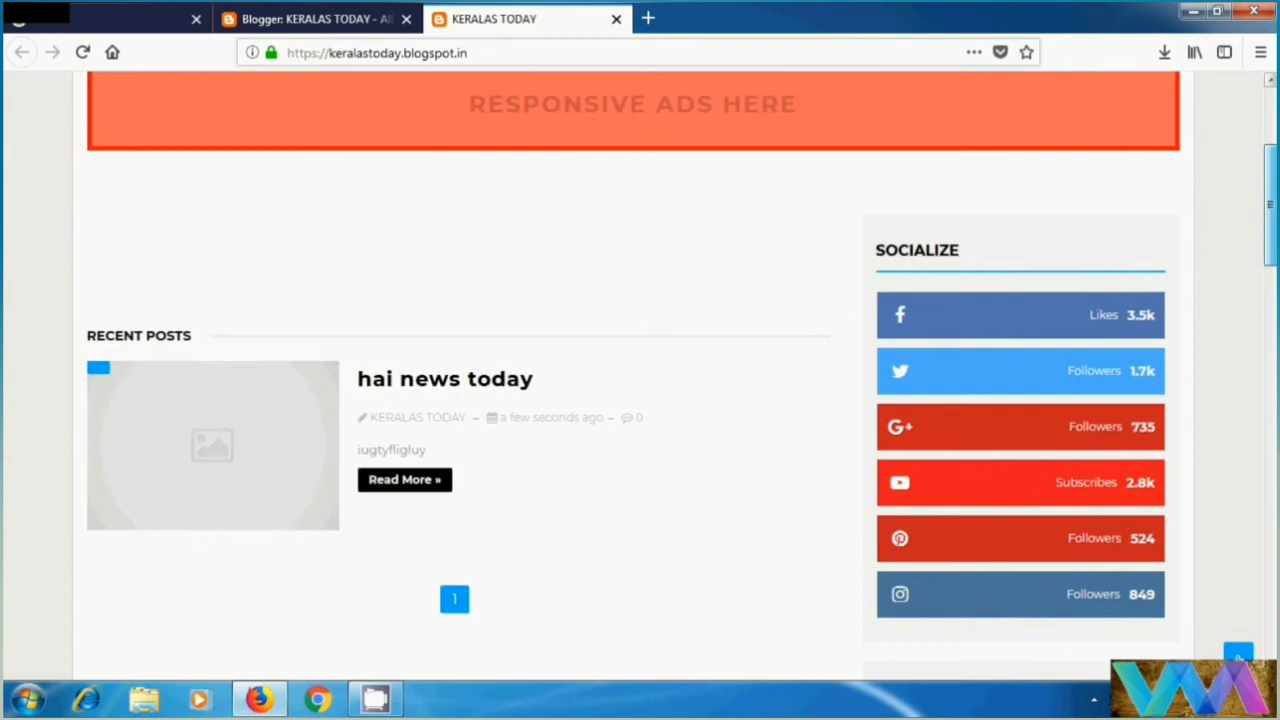 Blogger: KERALAS TODAY - Al
KERALAS TODAY
https://keralastoday.blogspot.in
RESPONSIVE ADS HERE
SOCIALIZE
Likes 3.5k
Followers 1.7k
Followers 735
Subscribes 2.8k
Followers 524
Followers 849
RECENT POSTS
hai news today
KERALAS TODAY – a few seconds ago – 0
iugtyfligluy
Read More »
1